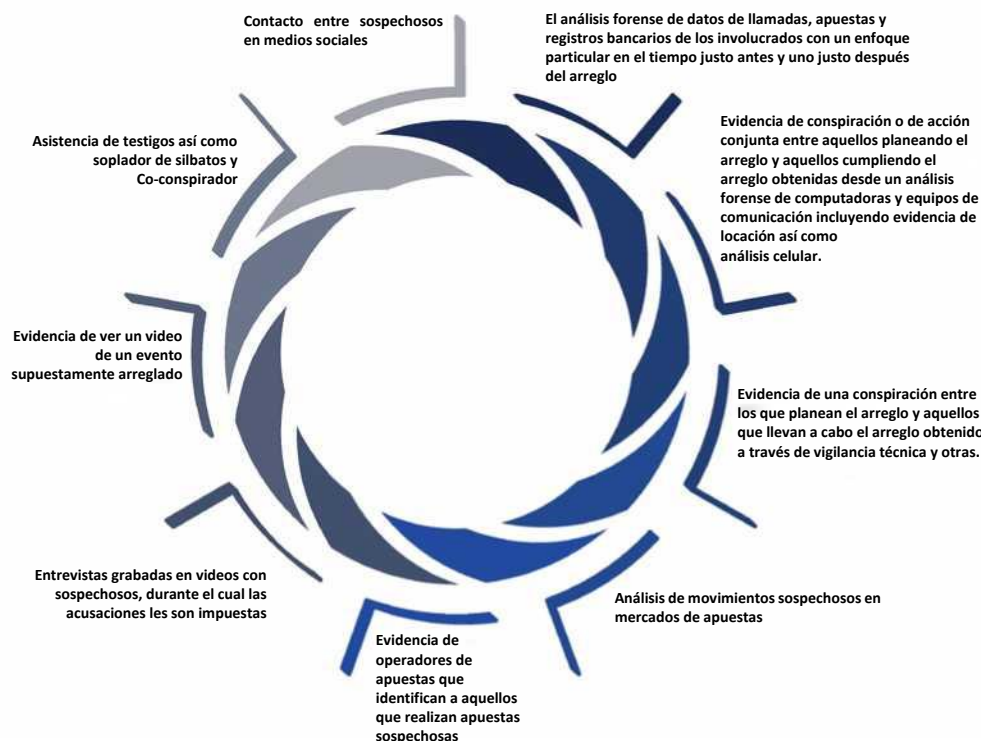 Contacto entre sospechosos
en medios sociales
El análisis forense de datos de llamadas, apuestas y
registros bancarios de los involucrados con un enfoque
particular en el tiempo justo antes y uno justo después
del arreglo
Evidencia de conspiración o de acción
conjunta entre aquellos planeando el
arreglo y aquellos cumpliendo el
arreglo obtenidas desde un análisis
forense de computadoras y equipos de
comunicación incluyendo evidencia de
locación así como
análisis celular.
Evidencia de una conspiración entre
los que planean el arreglo y aquellos
que llevan a cabo el arreglo obtenido
a través de vigilancia técnica y otras.
Análisis de movimientos sospechosos en
mercados de apuestas
Evidencia de
operadores de
apuestas que
identifican a aquellos
que realizan apuestas
sospechosas
Entrevistas grabadas en videos con
sospechosos, durante el cual las
acusaciones les son impuestas
Evidencia de ver un video
de un evento
supuestamente arreglado
Asistencia de testigos así como
soplador de silbatos y
Co-conspirador